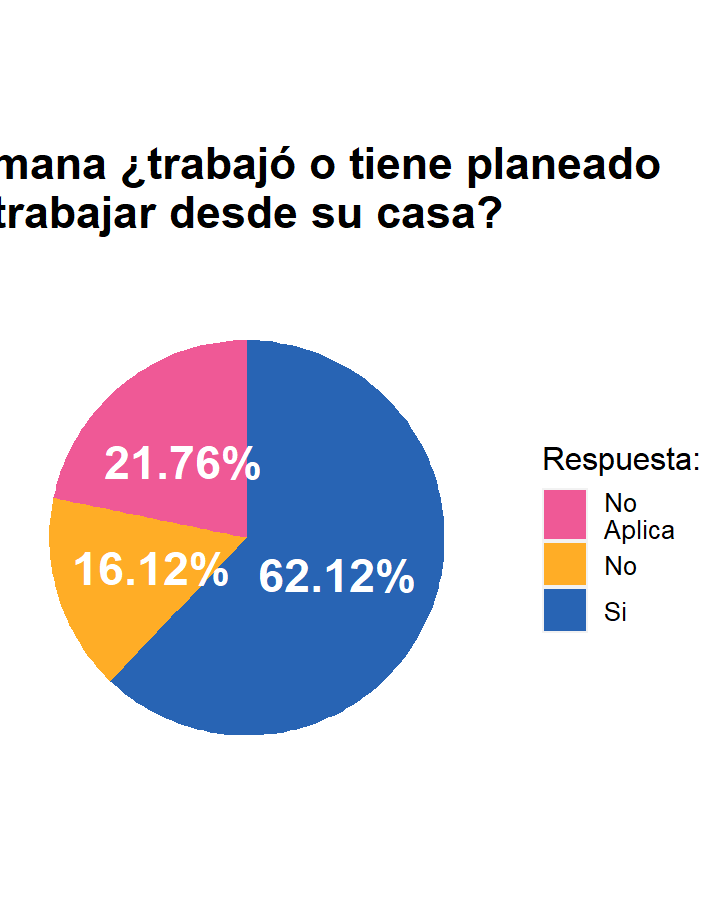 mana ¿trabajó o tiene planeado
trabajar desde su casa?
21.76%
16.12%
62.12%
Respuesta:
No
Aplica
No
Si